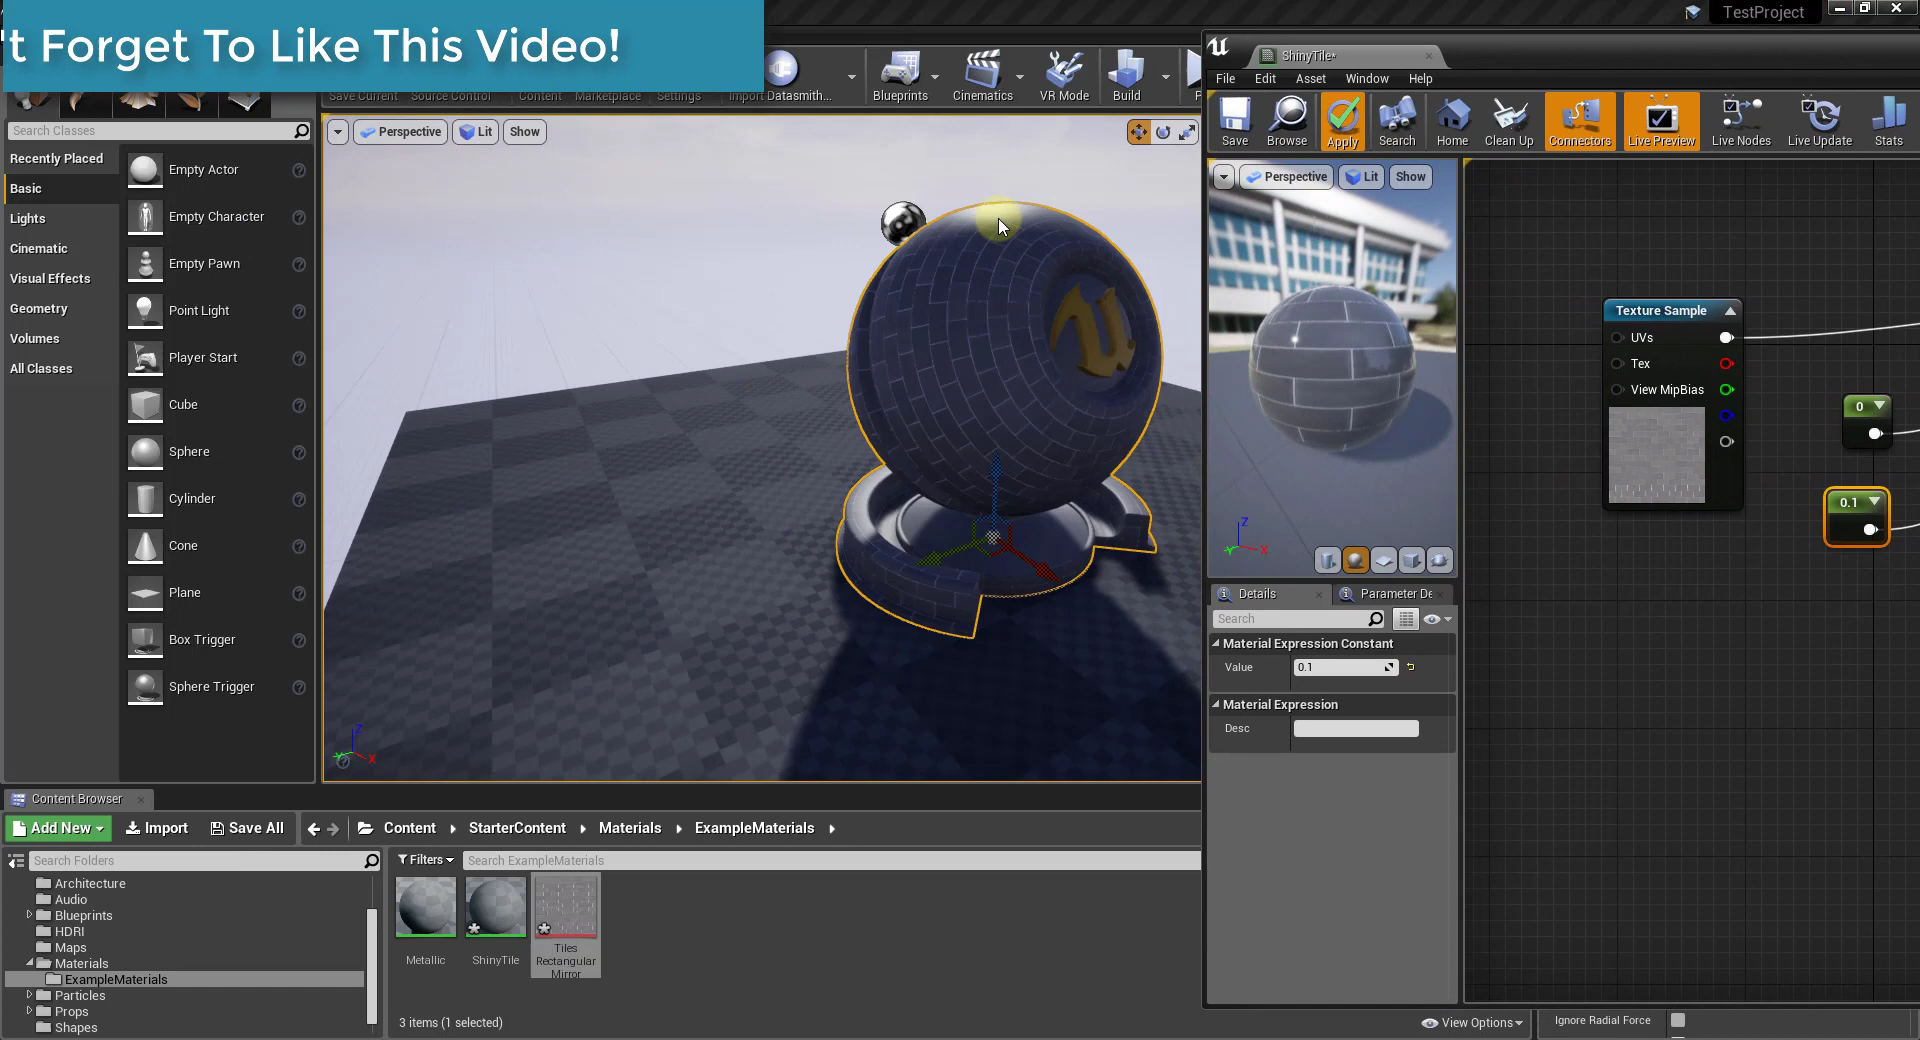 t Forget To Like This Video!
TestProject
Save Current
Source Control
Content
Marketplace
Settings
Import Datasmith...
Blueprints
Cinematics
VR Mode
Build
ShinyTile*
File
Edit
Asset
Window
Help
Save
Browse
Apply
Search
Home
Clean Up
Connectors
Live Preview
Live Nodes
Live Update
Stats
Search Classes
Recently Placed
Basic
Lights
Cinematic
Visual Effects
Geometry
Volumes
All Classes
Empty Actor
Empty Character
Empty Pawn
Point Light
Player Start
Cube
Sphere
Cylinder
Cone
Plane
Box Trigger
Sphere Trigger
Perspective
Lit
Show
Z
X
Y
Perspective
Lit
Show
Z
X
Y
Texture Sample
UVs
Tex
View MipBias
0
0.1
Details
Parameter De
Search
Material Expression Constant
Value
0.1
Material Expression
Desc
Content Browser
Add New
Import
Save All
Content
StarterContent
Materials
ExampleMaterials
Search Folders
Filters
Search ExampleMaterials
Architecture
Audio
Blueprints
HDRI
Maps
Materials
ExampleMaterials
Particles
Props
Shapes
Metallic
ShinyTile
Tiles
Rectangular
Mirror
3 items (1 selected)
View Options
Ignore Radial Force